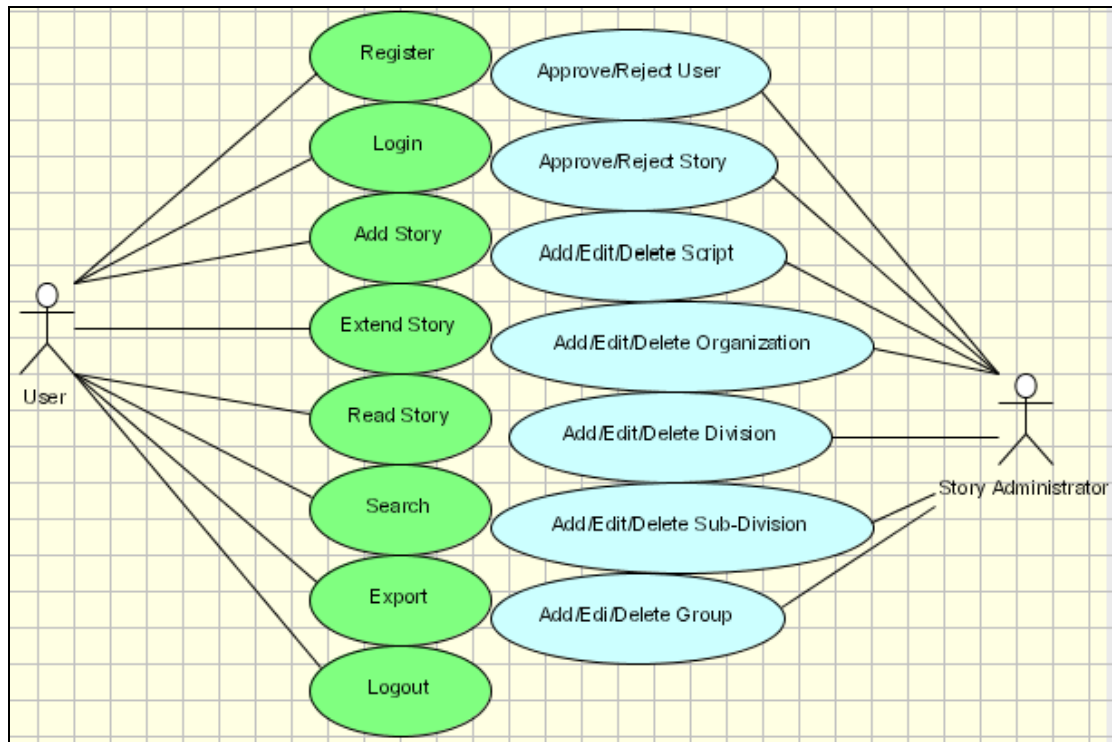 Register
Login
Add Story
Extend Story
Read Story
Search
Export
Logout
Approve/Reject User
Approve/Reject Story
Add/Edit/Delete Script
Add/Edit/Delete Organization
Add/Edit/Delete Division
Add/Edit/Delete Sub-Division
Add/Edi/Delete Group
User
Story Administrator